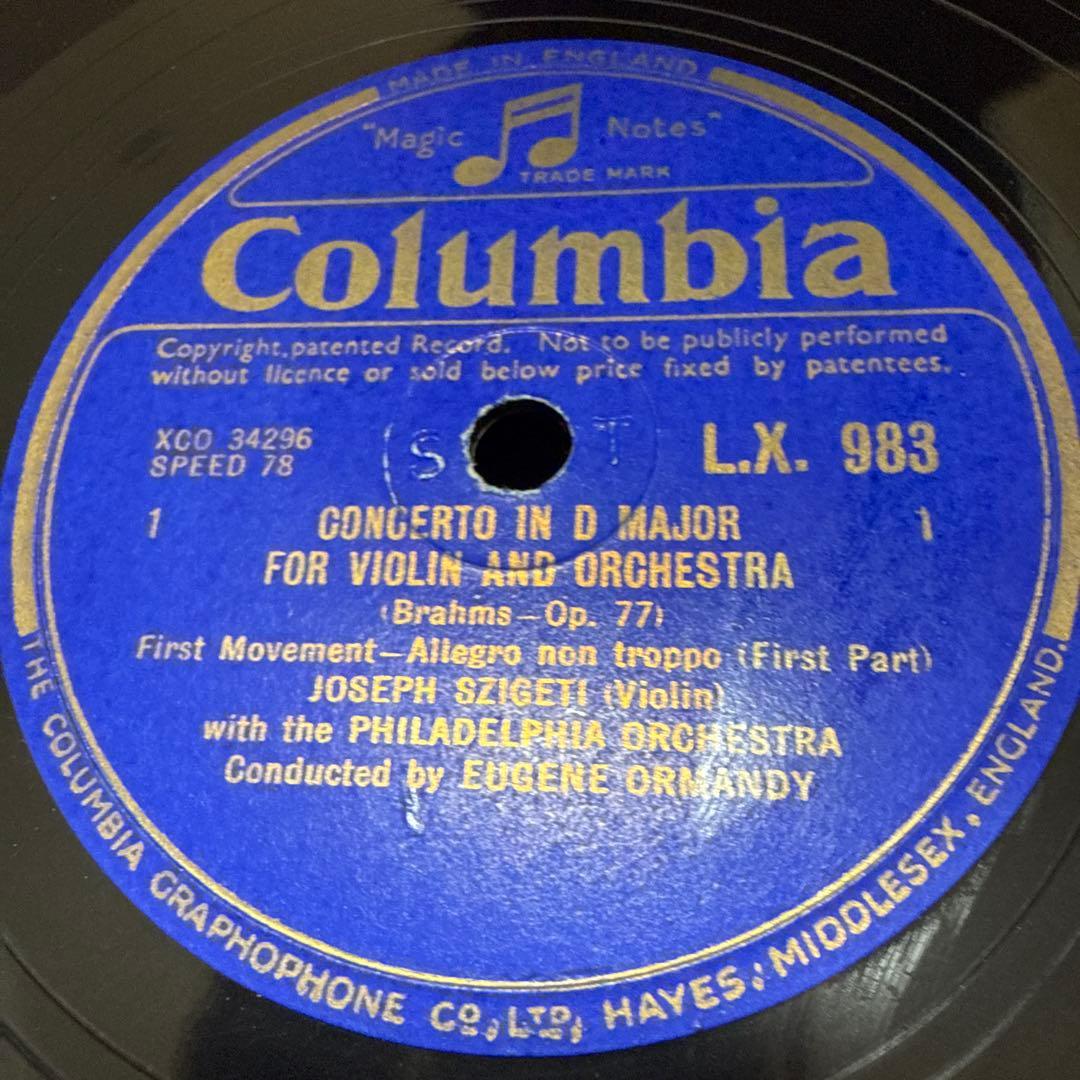 MADE IN ENGLAND
"Magic Notes"
TRADE MARK
Columbia
Copyright, patented Record. Not to be publicly performed
without licence or sold below price fixed by patentees.
XCO 34296
SPEED 78
S T
L.X. 983
1 CONCERTO IN D MAJOR 1
FOR VIOLIN AND ORCHESTRA
(Brahms—Op. 77)
First Movement—Allegro non troppo (First Part)
JOSEPH SZIGETI (Violin)
with the PHILADELPHIA ORCHESTRA
Conducted by EUGENE ORMANDY
THE COLUMBIA GRAPHOPHONE CO., LTD., HAYES, MIDDLESEX, ENGLAND.